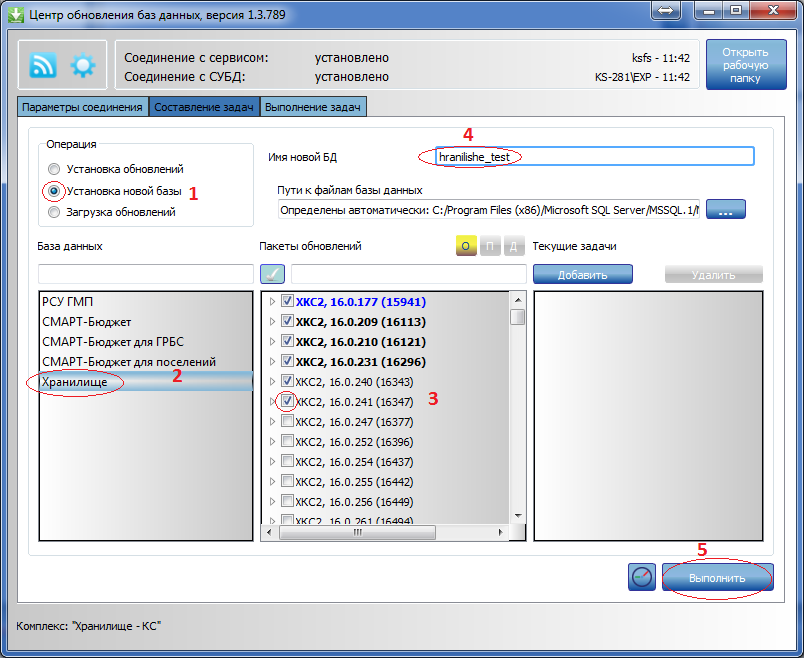 Центр обновления баз данных, версия 1.3.789
Соединение с сервисом: установлено ksfs - 11:42
Соединение с СУБД: установлено KS-281\EXP - 11:42
Открыть
рабочую
папку
Параметры соединения Составление задач Выполнение задач
Операция
Установка обновлений
Установка новой базы 1
Загрузка обновлений
4
Имя новой БД hranilishe_test
Пути к файлам базы данных
Определены автоматически: C:/Program Files (x86)/Microsoft SQL Server/MSSQL.1/ ...
База данных Пакеты обновлений О П Д Текущие задачи
Добавить Удалить
РСУ ГМП
СМАРТ-Бюджет
СМАРТ-Бюджет для ГРБС
СМАРТ-Бюджет для поселений
Хранилище 2
ХКС2, 16.0.177 (15941)
ХКС2, 16.0.209 (16113)
ХКС2, 16.0.210 (16121)
ХКС2, 16.0.231 (16296)
ХКС2, 16.0.240 (16343)
ХКС2, 16.0.241 (16347) 3
ХКС2, 16.0.247 (16377)
ХКС2, 16.0.252 (16396)
ХКС2, 16.0.254 (16437)
ХКС2, 16.0.255 (16442)
ХКС2, 16.0.256 (16449)
ХКС2, 16.0.261 (16494)
5
Выполнить
Комплекс: "Хранилище - КС"